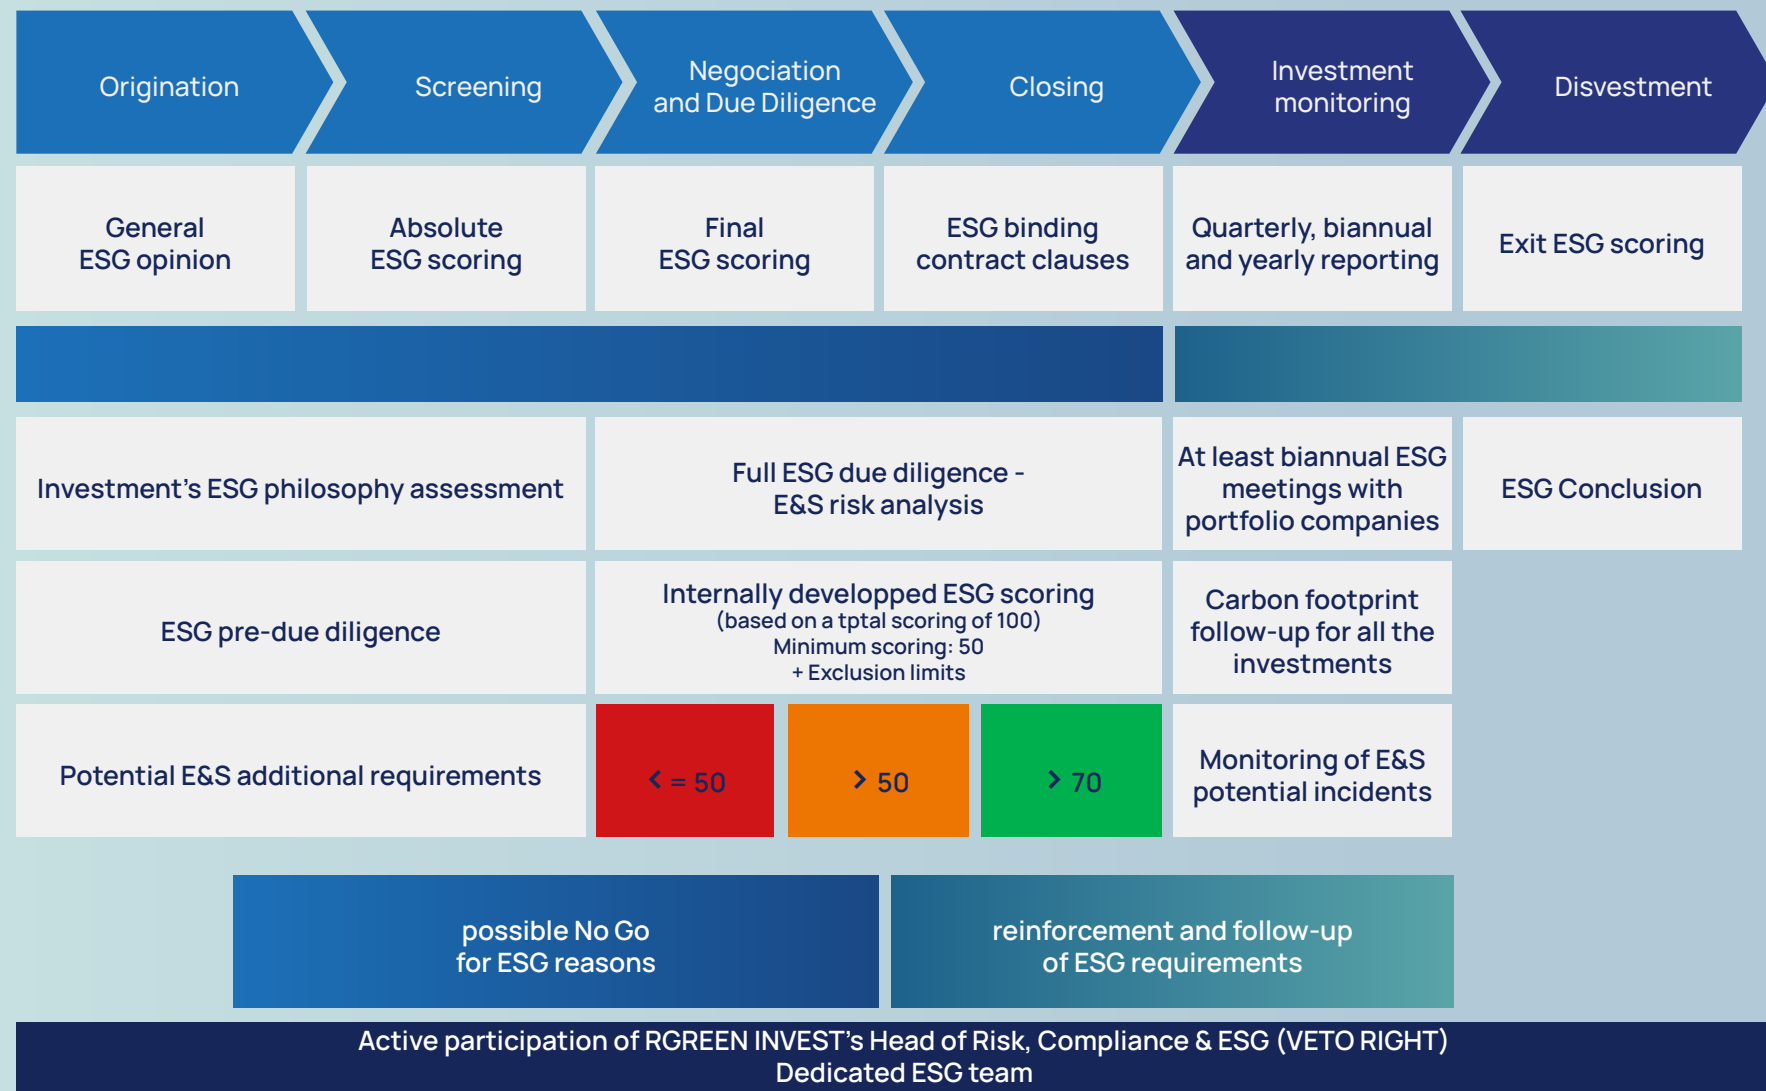 Origination
Screening
Negociation
and Due Diligence
Closing
Investment
monitoring
Disvestment
General
ESG opinion
Absolute
ESG scoring
Final
ESG scoring
ESG binding
contract clauses
Quarterly, biannual
and yearly reporting
Exit ESG scoring
Investment's ESG philosophy assessment
Full ESG due diligence -
E&S risk analysis
At least biannual ESG
meetings with
portfolio companies
ESG Conclusion
ESG pre-due diligence
Internally developped ESG scoring
(based on a tptal scoring of 100)
Minimum scoring: 50
+ Exclusion limits
Carbon footprint
follow-up for all the
investments
Potential E&S additional requirements
< = 50
> 50
> 70
Monitoring of E&S
potential incidents
possible No Go
for ESG reasons
reinforcement and follow-up
of ESG requirements
Active participation of RGREEN INVEST's Head of Risk, Compliance & ESG (VETO RIGHT)
Dedicated ESG team